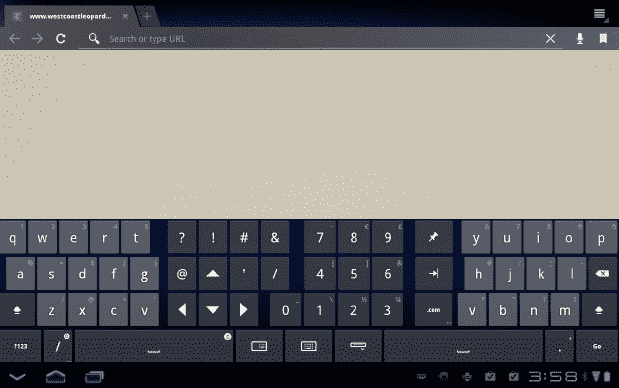 www.westcoastleopard...
Search or type URL
q w e r t ? ! # & 7 8 9 y u i o p
a s d f g @ ' / 4 5 6 h j k l
z x c v 0 1 2 3 .com v b n m
?123 / . Go
3:58